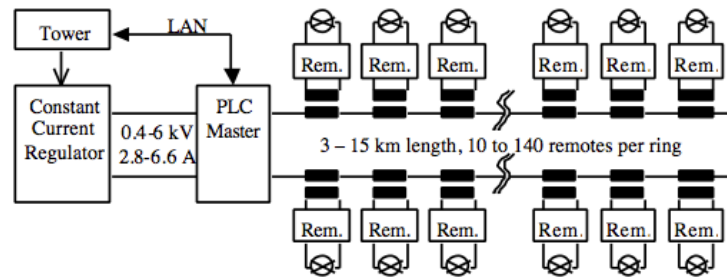 Tower
LAN
Rem. Rem. Rem. Rem. Rem. Rem.
Constant
Current
Regulator
0.4-6 kV
2.8-6.6 A
PLC
Master
3 – 15 km length, 10 to 140 remotes per ring
Rem. Rem. Rem. Rem. Rem. Rem.